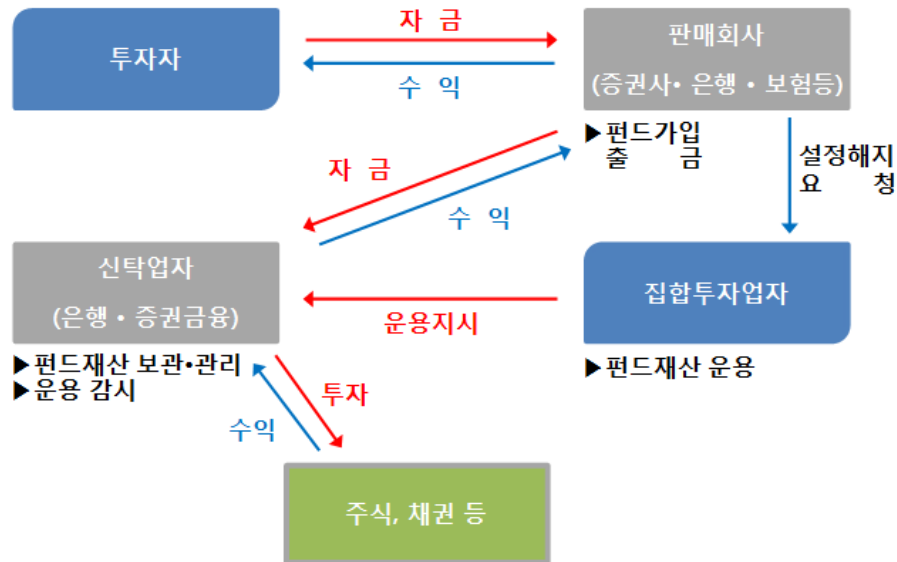 자 금
투자자
수 익
판매회사
(증권사• 은행 • 보험등)
▶펀드가입
출 금
설정해지
요 청
자 금
수 익
신탁업자
(은행 • 증권금융)
▶펀드재산 보관•관리
▶운용 감시
운용지시
집합투자업자
▶펀드재산 운용
투자
수익
주식, 채권 등